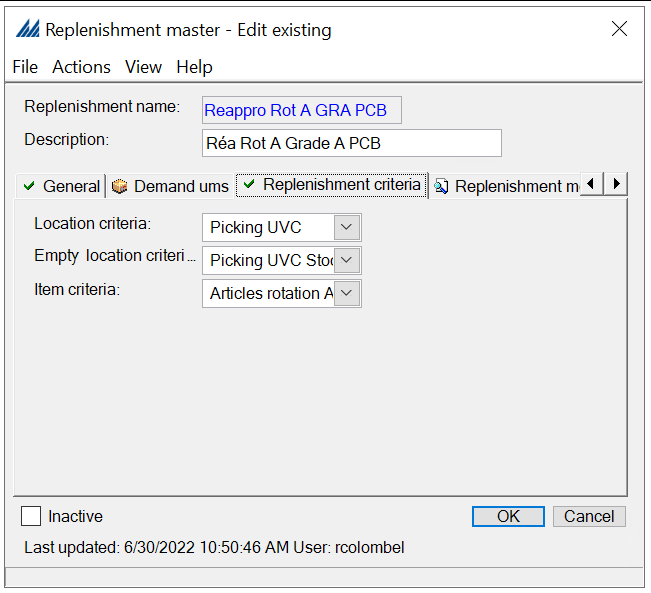 Replenishment master - Edit existing
File Actions View Help
Replenishment name: Reappro Rot A GRA PCB
Description: Réa Rot A Grade A PCB
General Demand ums Replenishment criteria Replenishment m
Location criteria: Picking UVC
Empty location criteri... Picking UVC Stoc
Item criteria: Articles rotation A
Inactive OK Cancel
Last updated: 6/30/2022 10:50:46 AM User: rcolombel